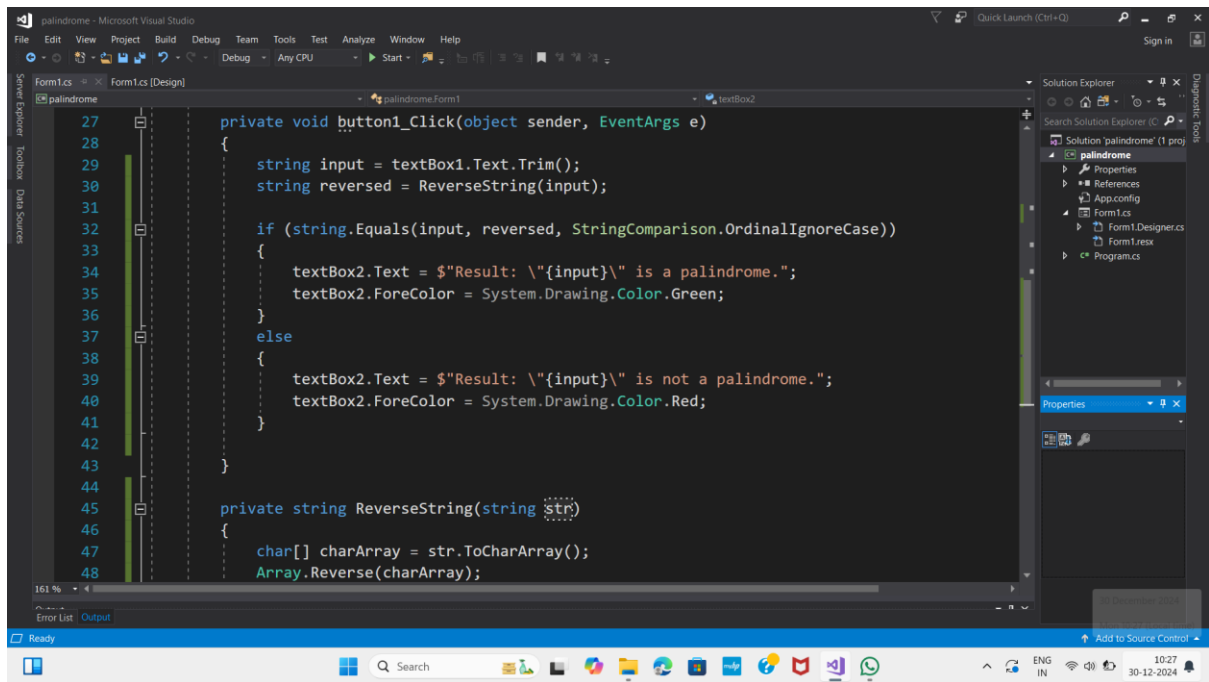 palindrome - Microsoft Visual Studio
Quick Launch (Ctrl+Q)
File Edit View Project Build Debug Team Tools Test Analyze Window Help
Sign in
Debug Any CPU Start
Server Explorer
Toolbox
Data Sources
Form1.cs Form1.cs [Design]
palindrome palindrome.Form1 textBox2
27 private void button1_Click(object sender, EventArgs e)
28 {
29 string input = textBox1.Text.Trim();
30 string reversed = ReverseString(input);
31
32 if (string.Equals(input, reversed, StringComparison.OrdinalIgnoreCase))
33 {
34 textBox2.Text = $"Result: \"{input}\" is a palindrome.";
35 textBox2.ForeColor = System.Drawing.Color.Green;
36 }
37 else
38 {
39 textBox2.Text = $"Result: \"{input}\" is not a palindrome.";
40 textBox2.ForeColor = System.Drawing.Color.Red;
41 }
42
43 }
44
45 private string ReverseString(string str)
46 {
47 char[] charArray = str.ToCharArray();
48 Array.Reverse(charArray);
161 %
Error List Output
Solution Explorer
Search Solution Explorer (C
Solution 'palindrome' (1 proj
palindrome
Properties
References
App.config
Form1.cs
Form1.Designer.cs
Form1.resx
Program.cs
Properties
Diagnostic Tools
Ready
Add to Source Control
Search
ENG
IN
10:27
30-12-2024